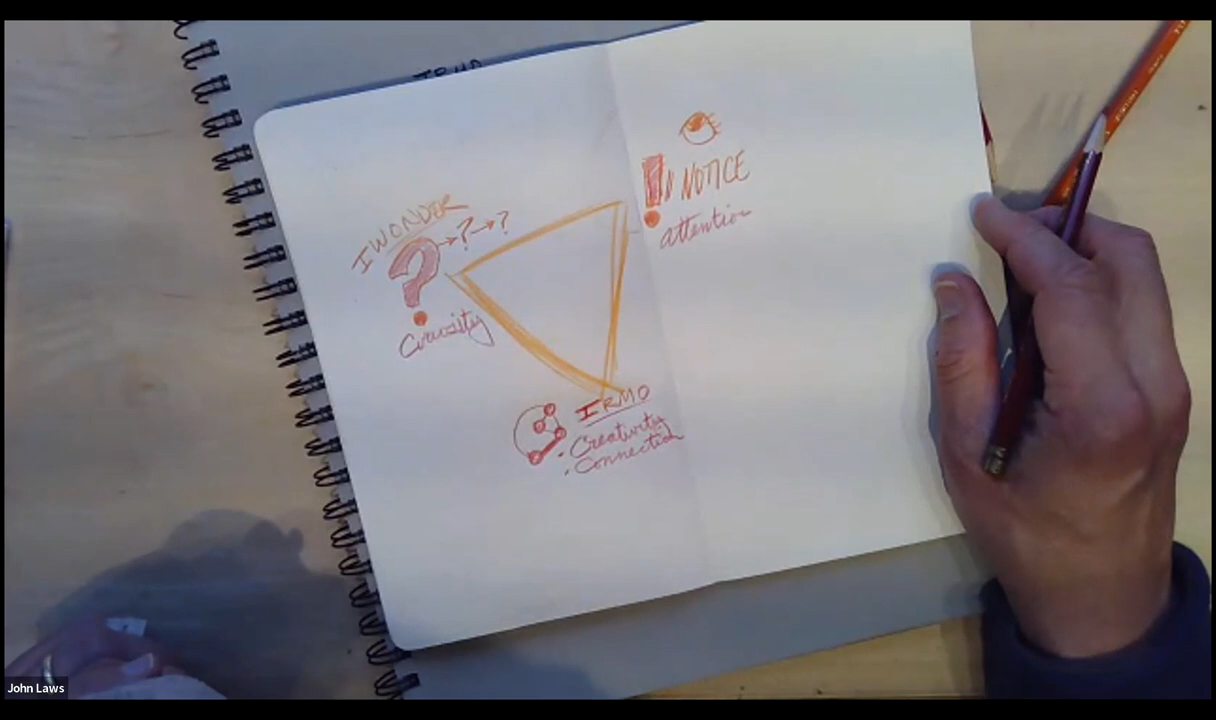 I WONDER
? → ? → ?
Curiosity
! I NOTICE
attention
IRMO
· Creativity
· Connection
John Laws